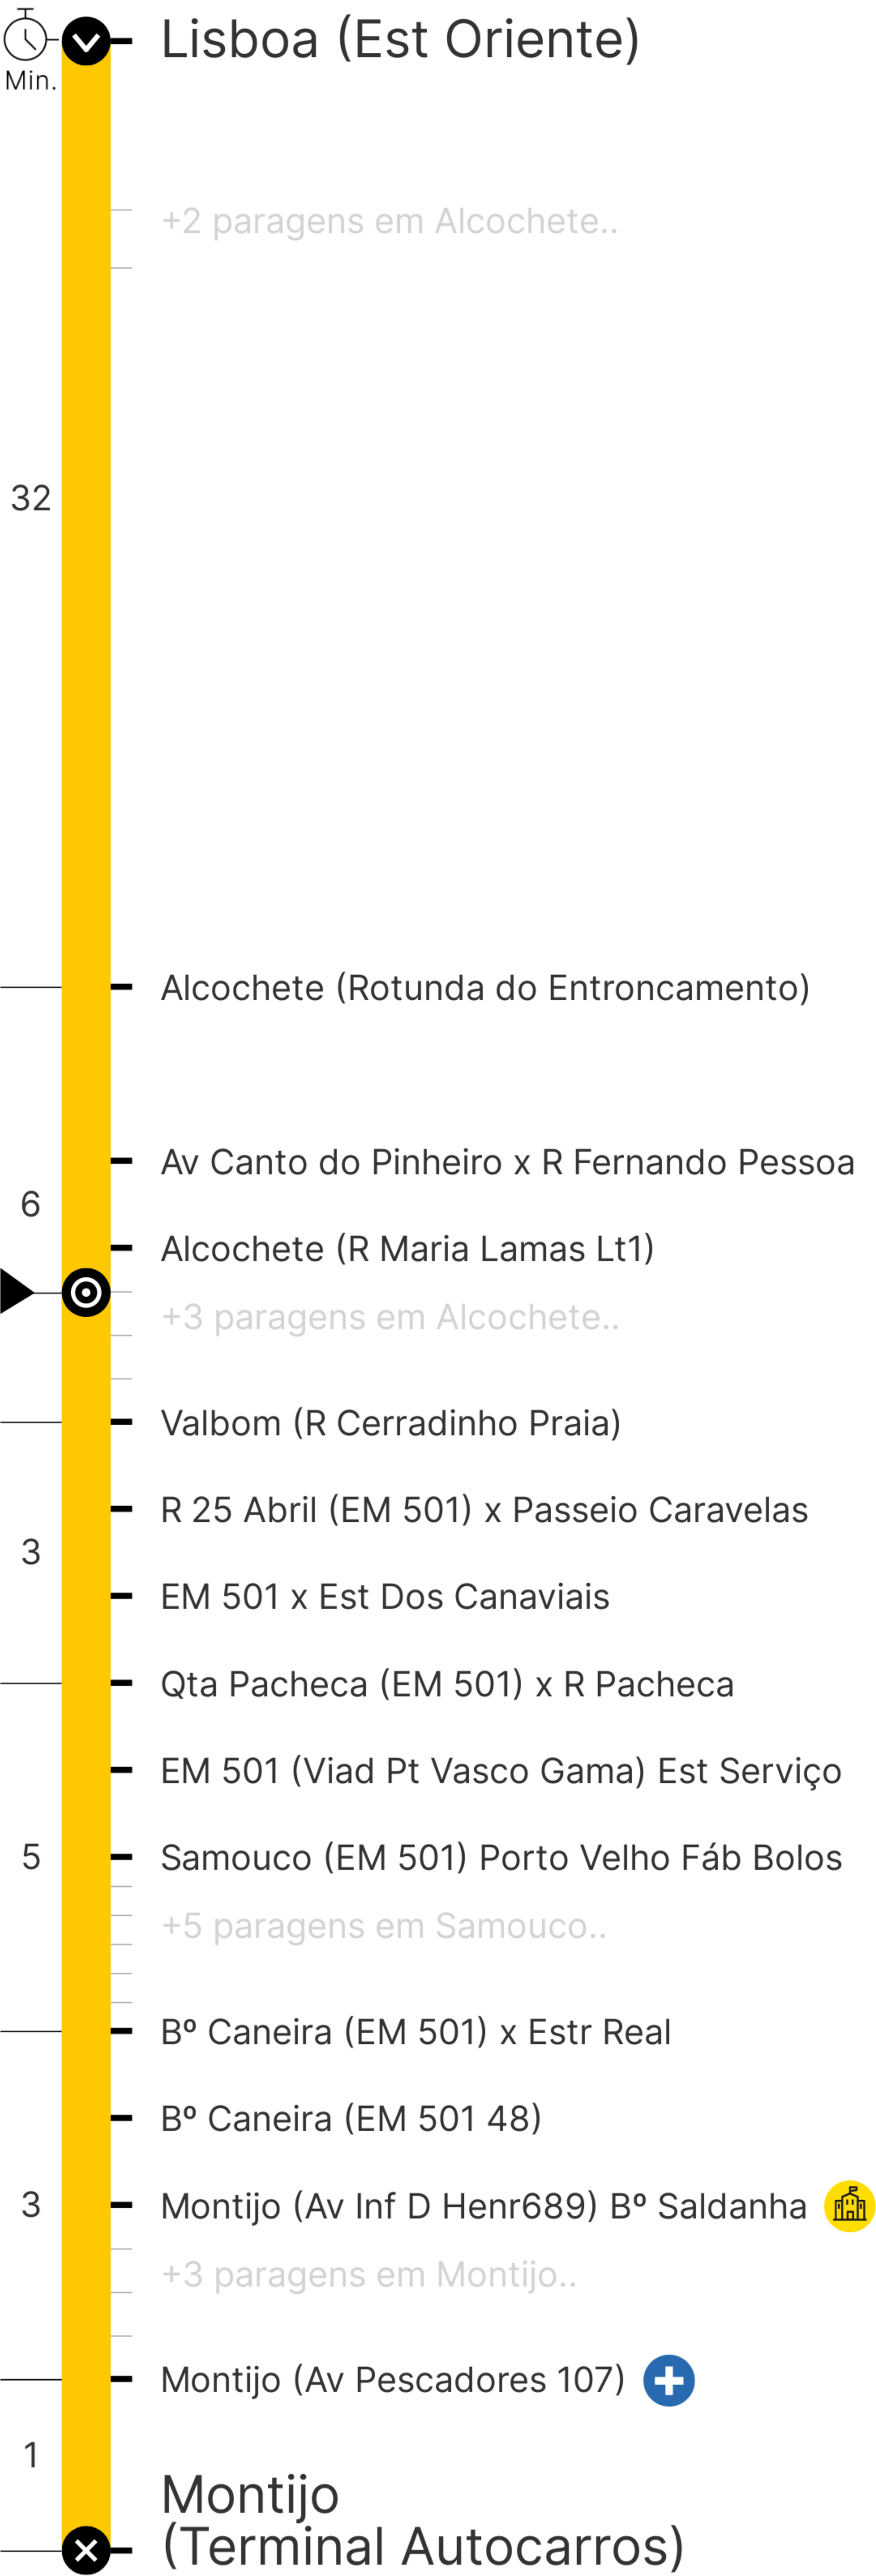 Lisboa (Est Oriente)
Min.
+2 paragens em Alcochete..
32
Alcochete (Rotunda do Entroncamento)
Av Canto do Pinheiro x R Fernando Pessoa
6
Alcochete (R Maria Lamas Lt1)
+3 paragens em Alcochete..
Valbom (R Cerradinho Praia)
R 25 Abril (EM 501) x Passeio Caravelas
3
EM 501 x Est Dos Canaviais
Qta Pacheca (EM 501) x R Pacheca
EM 501 (Viad Pt Vasco Gama) Est Serviço
5
Samouco (EM 501) Porto Velho Fáb Bolos
+5 paragens em Samouco..
Bº Caneira (EM 501) x Estr Real
Bº Caneira (EM 501 48)
3
Montijo (Av Inf D Henr689) Bº Saldanha
+3 paragens em Montijo..
Montijo (Av Pescadores 107)
1
Montijo
(Terminal Autocarros)